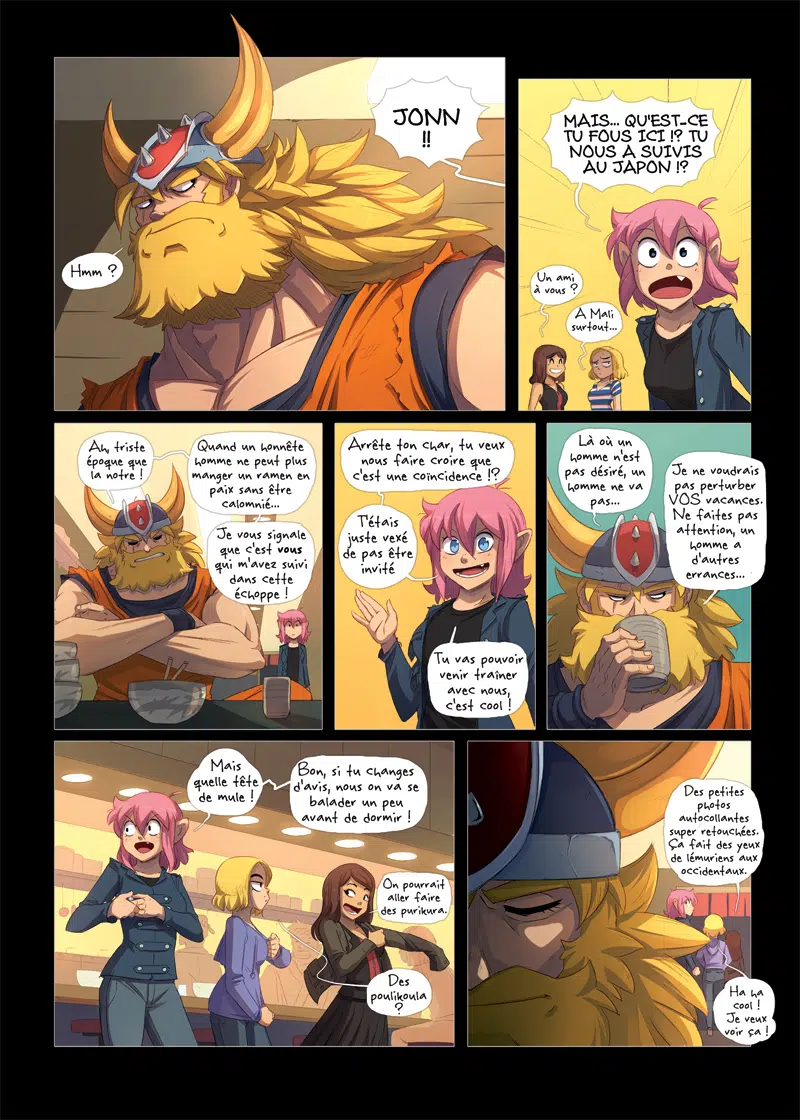 JONN
!!
Hmm ?
MAIS... QU'EST-CE
TU FOUS ICI !? TU
NOUS A SUIVIS
AU JAPON !?
Un ami
à vous ?
A Mali
surtout...
Ah, triste
époque que
la notre !
Quand un honnête
homme ne peut plus
manger un ramen en
paix sans être
calomnié...
Je vous signale
que c'est vous
qui m'avez suivi
dans cette
échoppe !
Arrête ton char, tu veux
nous faire croire que
c'est une coïncidence !?
T'étais
juste vexé
de pas être
invité
Tu vas pouvoir
venir traîner
avec nous,
c'est cool !
Là où un
homme n'est
pas désiré, un
homme ne va
pas...
Je ne voudrais
pas perturber
VOS vacances.
Ne faites pas
attention, un
homme a
d'autres
errances...
Mais
quelle tête
de mule !
Bon, si tu changes
d'avis, nous on va se
balader un peu
avant de dormir !
On pourrait
aller faire
des purikura.
Des
poulikoula
?
Des petites
photos
autocollantes
super retouchées.
Ça fait des yeux
de lémuriens aux
occidentaux.
Ha ha
cool !
Je veux
voir ça !